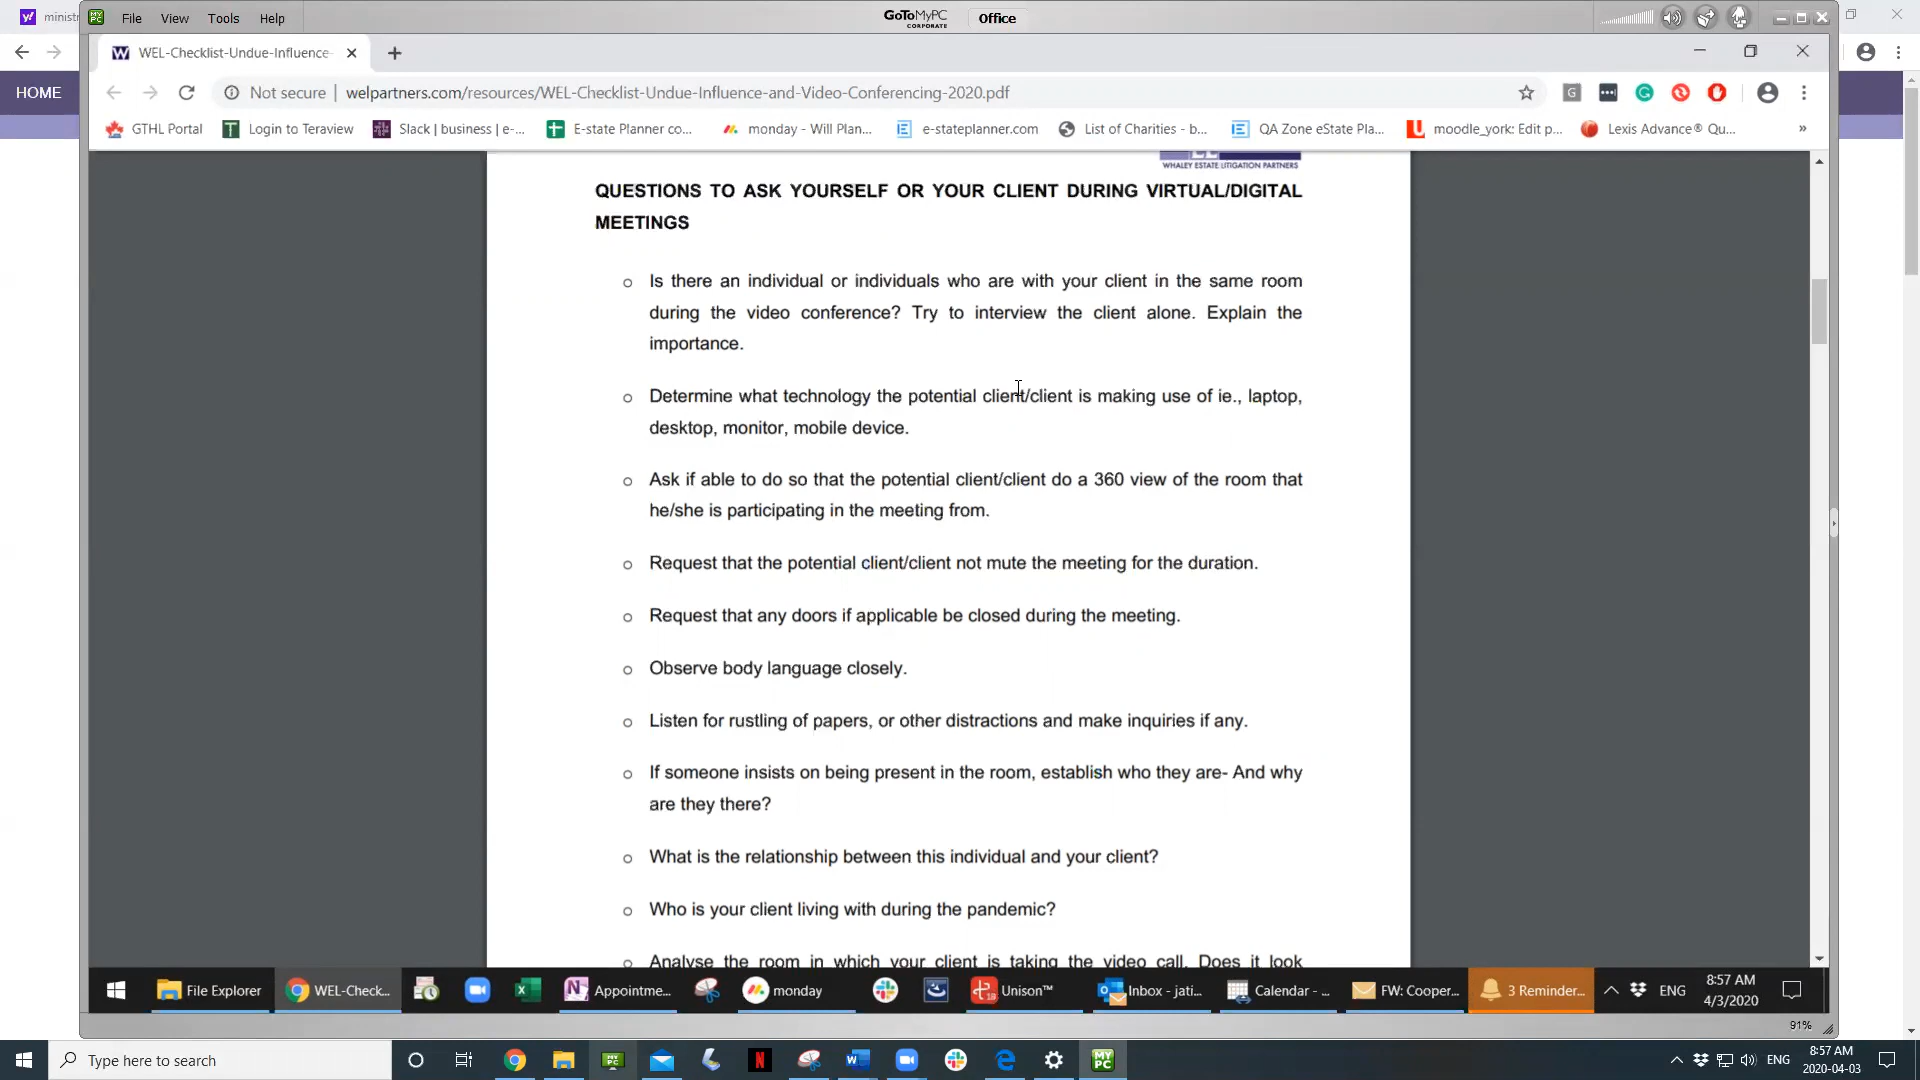 ministr
File View Tools Help
GoToMyPC
CORPORATE
Office
WEL-Checklist-Undue-Influence-
HOME
Not secure | welpartners.com/resources/WEL-Checklist-Undue-Influence-and-Video-Conferencing-2020.pdf
GTHL Portal
Login to Teraview
Slack | business | e-...
E-state Planner co...
monday - Will Plan...
e-stateplanner.com
List of Charities - b...
QA Zone eState Pla...
moodle_york: Edit p...
Lexis Advance® Qu...
WHALEY ESTATE LITIGATION PARTNERS
QUESTIONS TO ASK YOURSELF OR YOUR CLIENT DURING VIRTUAL/DIGITAL
MEETINGS
Is there an individual or individuals who are with your client in the same room
during the video conference? Try to interview the client alone. Explain the
importance.
Determine what technology the potential client/client is making use of ie., laptop,
desktop, monitor, mobile device.
Ask if able to do so that the potential client/client do a 360 view of the room that
he/she is participating in the meeting from.
Request that the potential client/client not mute the meeting for the duration.
Request that any doors if applicable be closed during the meeting.
Observe body language closely.
Listen for rustling of papers, or other distractions and make inquiries if any.
If someone insists on being present in the room, establish who they are- And why
are they there?
What is the relationship between this individual and your client?
Who is your client living with during the pandemic?
Analyse the room in which your client is taking the video call. Does it look
File Explorer
WEL-Check...
Appointme...
monday
Unison™
Inbox - jati...
Calendar - ...
FW: Cooper...
3 Reminder...
ENG
8:57 AM
4/3/2020
91%
Type here to search
ENG
8:57 AM
2020-04-03